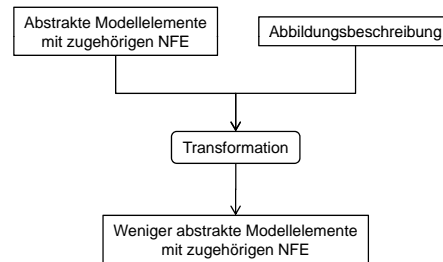 Abstrakte Modellelemente
mit zugehörigen NFE
Abbildungsbeschreibung
Transformation
Weniger abstrakte Modellelemente
mit zugehörigen NFE